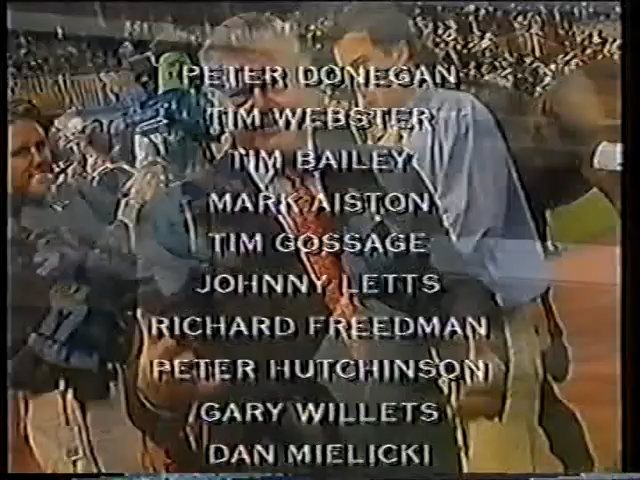 PETER DONEGAN
TIM WEBSTER
TIM BAILEY
MARK AISTON
TIM GOSSAGE
JOHNNY LETTS
RICHARD FREEDMAN
PETER HUTCHINSON
GARY WILLETS
DAN MIELICKI